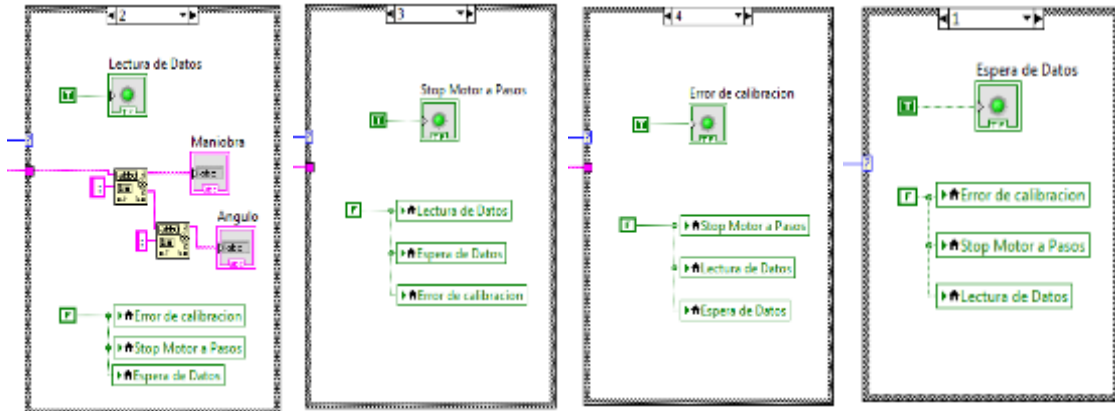 2
Lectura de Datos
T
Maniobra
abc
Angulo
abc
F
Error de calibracion
Stop Motor a Pasos
Espera de Datos
3
Stop Motor a Pasos
T
F
Lectura de Datos
Espera de Datos
Error de calibracion
4
Error de calibracion
T
F
Stop Motor a Pasos
Lectura de Datos
Espera de Datos
1
Espera de Datos
T
F
Error de calibracion
Stop Motor a Pasos
Lectura de Datos